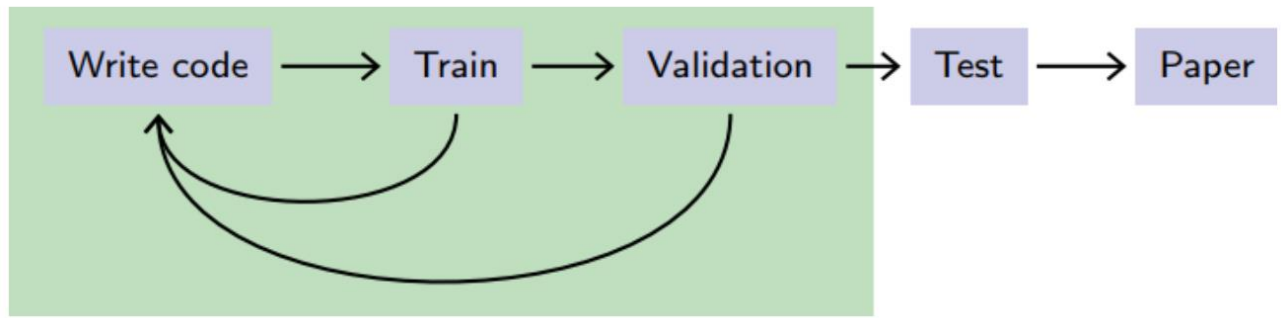 Write code
Train
Validation
Test
Paper